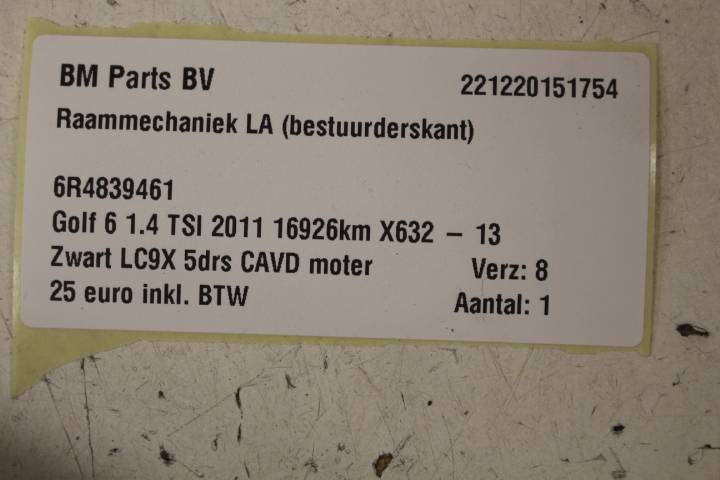 BM Parts BV 221220151754
Raammechaniek LA (bestuurderskant)
6R4839461
Golf 6 1.4 TSI 2011 16926km X632 - 13
Zwart LC9X 5drs CAVD moter Verz: 8
25 euro inkl. BTW Aantal: 1